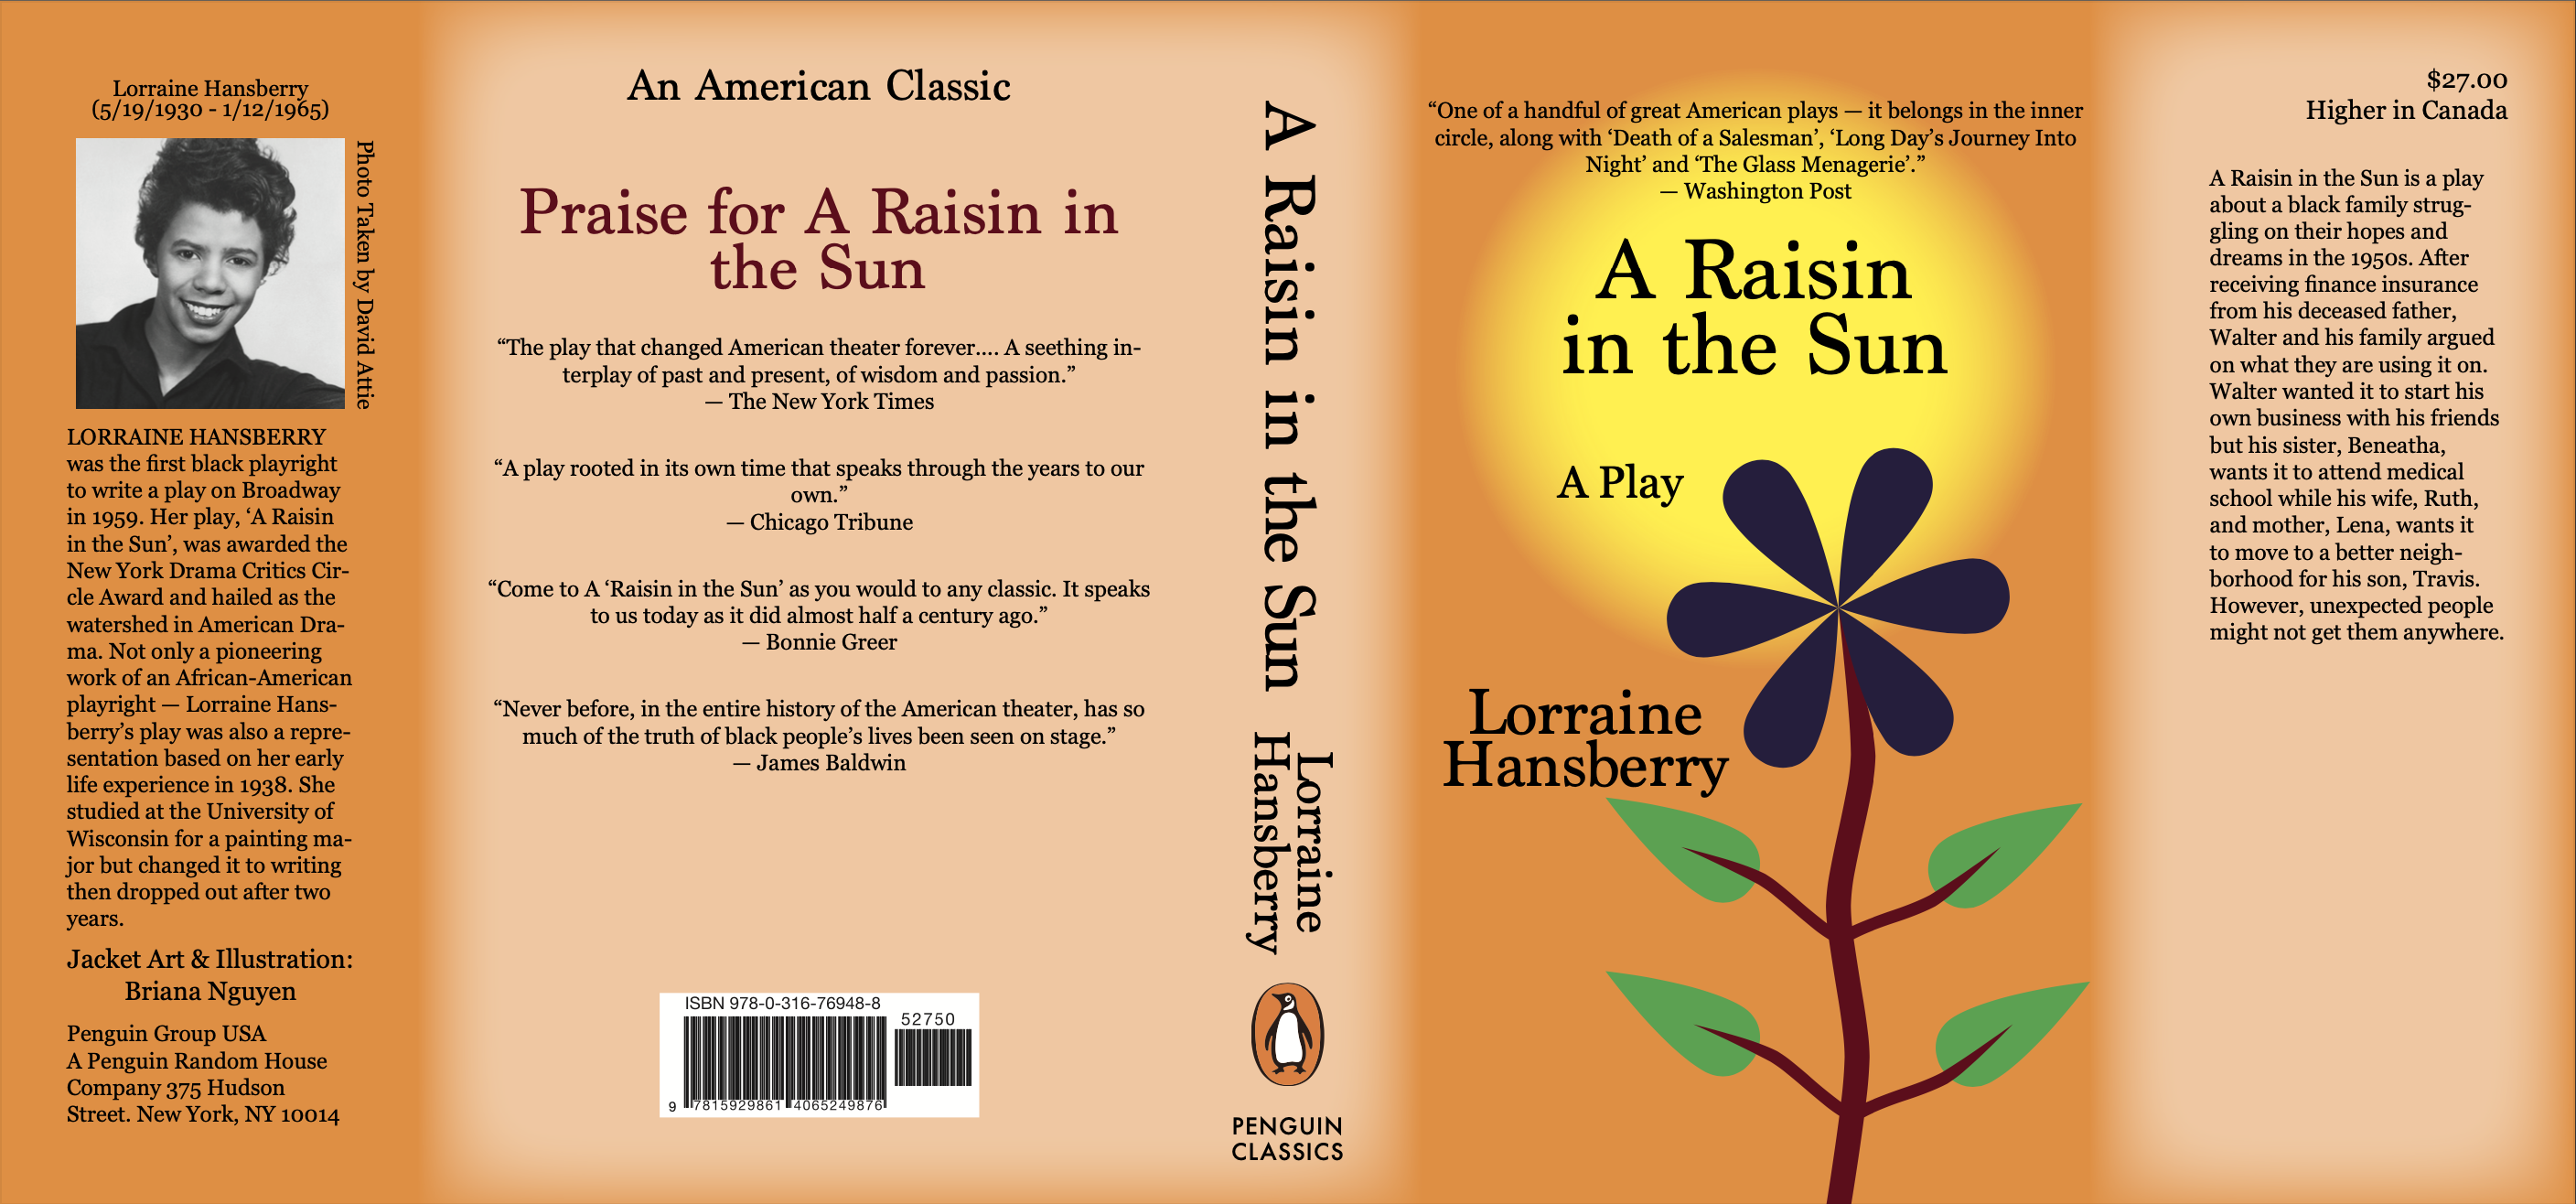 Lorraine Hansberry
(5/19/1930 - 1/12/1965)
Photo Taken by David Attie
LORRAINE HANSBERRY
was the first black playright
to write a play on Broadway
in 1959. Her play, ‘A Raisin
in the Sun’, was awarded the
New York Drama Critics Cir-
cle Award and hailed as the
watershed in American Dra-
ma. Not only a pioneering
work of an African-American
playright — Lorraine Hans-
berry’s play was also a repre-
sentation based on her early
life experience in 1938. She
studied at the University of
Wisconsin for a painting ma-
jor but changed it to writing
then dropped out after two
years.
Jacket Art & Illustration:
Briana Nguyen
Penguin Group USA
A Penguin Random House
Company 375 Hudson
Street. New York, NY 10014
An American Classic
Praise for A Raisin in
the Sun
“The play that changed American theater forever.... A seething in-
terplay of past and present, of wisdom and passion.”
— The New York Times
“A play rooted in its own time that speaks through the years to our
own.”
— Chicago Tribune
“Come to A ‘Raisin in the Sun’ as you would to any classic. It speaks
to us today as it did almost half a century ago.”
— Bonnie Greer
“Never before, in the entire history of the American theater, has so
much of the truth of black people’s lives been seen on stage.”
— James Baldwin
ISBN 978-0-316-76948-8
52750
9 7815929861 4065249876
A Raisin in the Sun
Lorraine
Hansberry
PENGUIN
CLASSICS
“One of a handful of great American plays — it belongs in the inner
circle, along with ‘Death of a Salesman’, ‘Long Day’s Journey Into
Night’ and ‘The Glass Menagerie’.”
— Washington Post
A Raisin
in the Sun
A Play
Lorraine
Hansberry
$27.00
Higher in Canada
A Raisin in the Sun is a play
about a black family strug-
gling on their hopes and
dreams in the 1950s. After
receiving finance insurance
from his deceased father,
Walter and his family argued
on what they are using it on.
Walter wanted it to start his
own business with his friends
but his sister, Beneatha,
wants it to attend medical
school while his wife, Ruth,
and mother, Lena, wants it
to move to a better neigh-
borhood for his son, Travis.
However, unexpected people
might not get them anywhere.